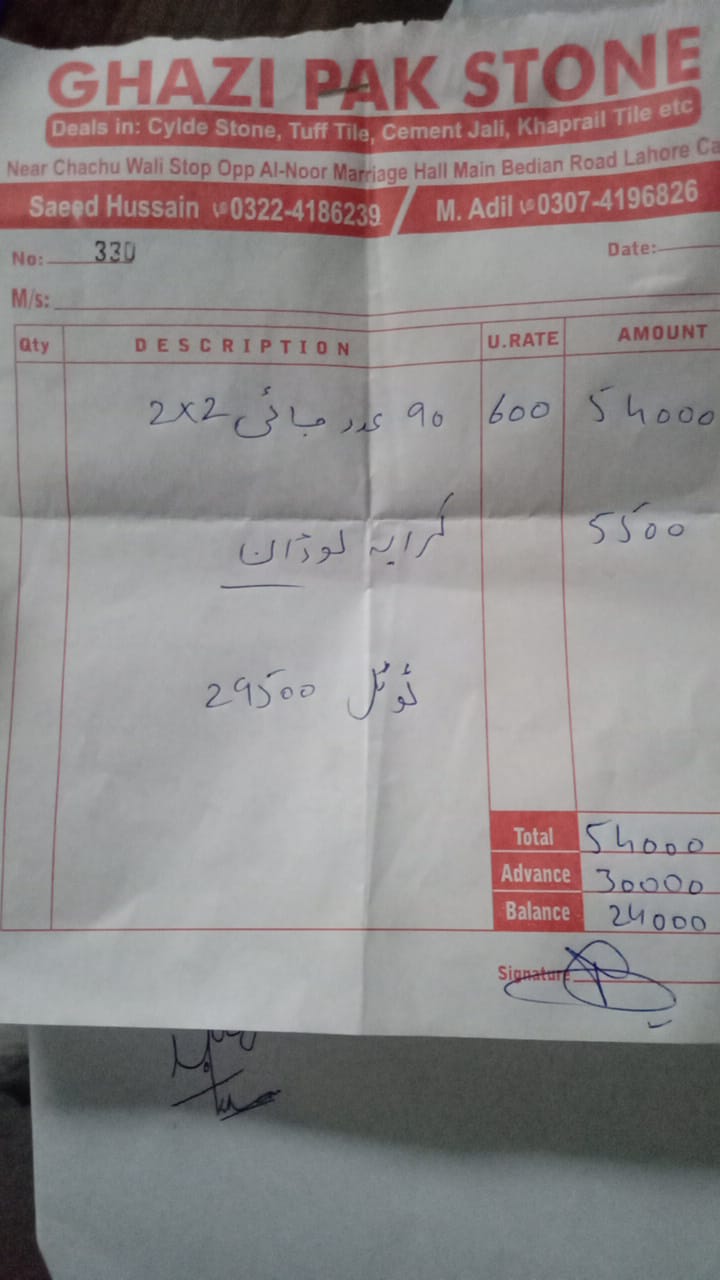 GHAZI PAK STONE
Deals in: Cylde Stone, Tuff Tile, Cement Jali, Khaprail Tile etc
Near Chachu Wali Stop Opp Al-Noor Marriage Hall Main Bedian Road Lahore Ca
Saeed Hussain 0322-4186239 / M. Adil 0307-4196826
No: 330 Date:
M/s:
Qty DESCRIPTION U.RATE AMOUNT
۹۰ عدد جائی 2x2 600 54000
کرایہ لوڈان 5500
ٹوٹل 29500
Total 54000
Advance 30000
Balance 24000
Signature